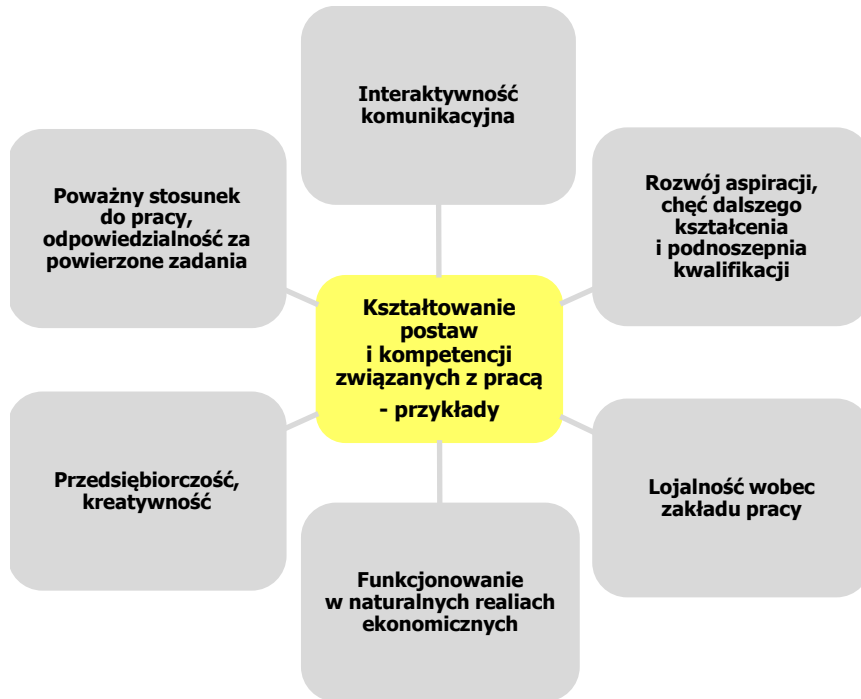 Interaktywność
komunikacyjna
Rozwój aspiracji,
chęć dalszego
kształcenia
i podnoszepnia
kwalifikacji
Lojalność wobec
zakładu pracy
Funkcjonowanie
w naturalnych realiach
ekonomicznych
Przedsiębiorczość,
kreatywność
Poważny stosunek
do pracy,
odpowiedzialność za
powierzone zadania
Kształtowanie
postaw
i kompetencji
związanych z pracą
- przykłady